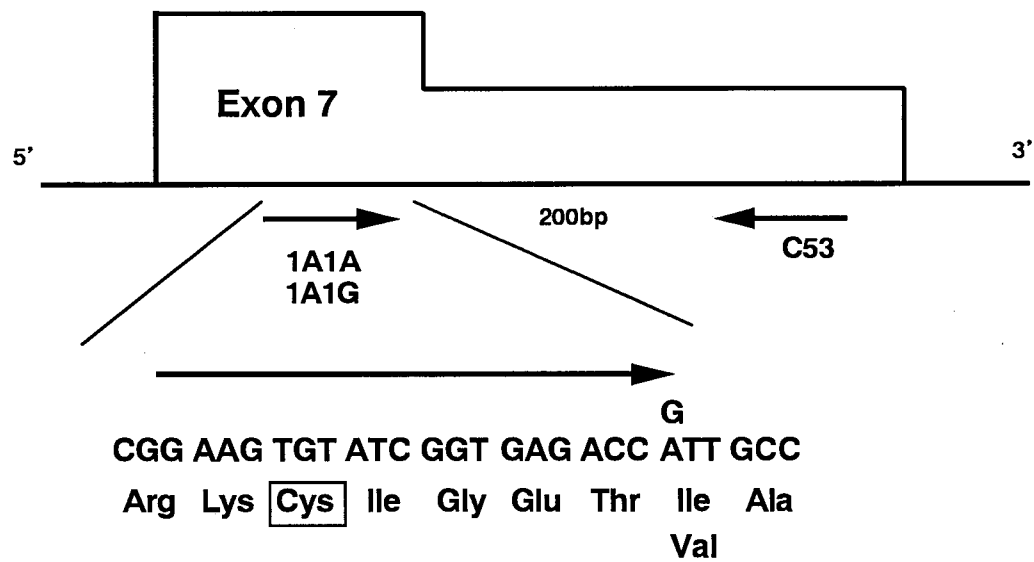 Exon 7
5'
3'
200bp
1A1A
1A1G
C53
G
CGG AAG TGT ATC GGT GAG ACC ATT GCC
Arg Lys Cys Ile Gly Glu Thr Ile Ala
Val